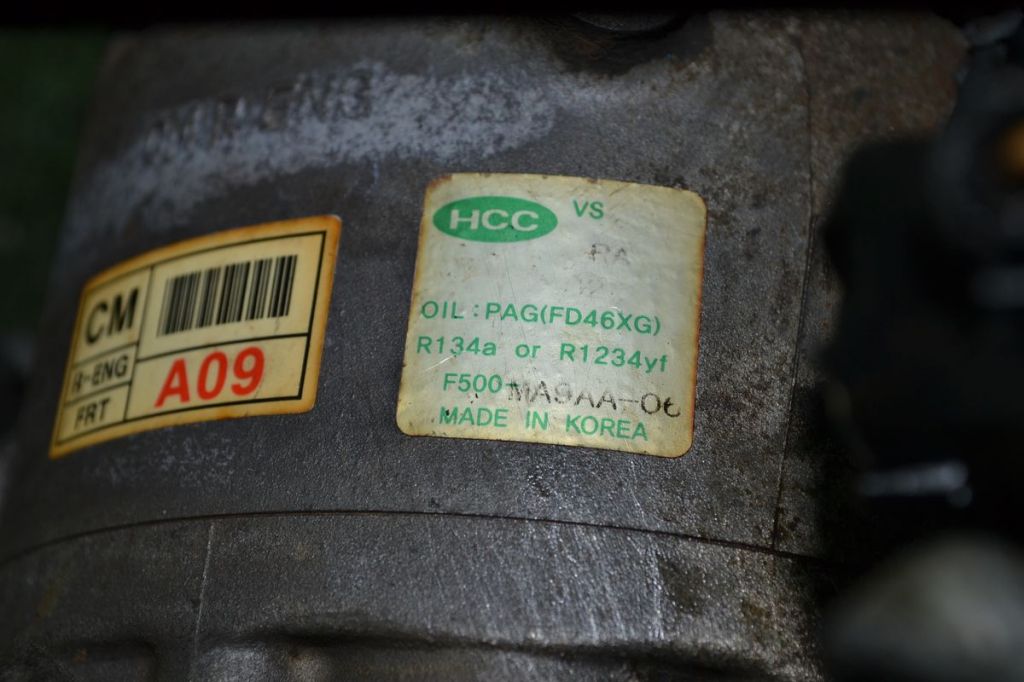 CM
R-ENG
FRT
A09
HCC VS
PA
OIL : PAG(FD46XG)
R134a or R1234yf
F500-MA9AA-06
MADE IN KOREA